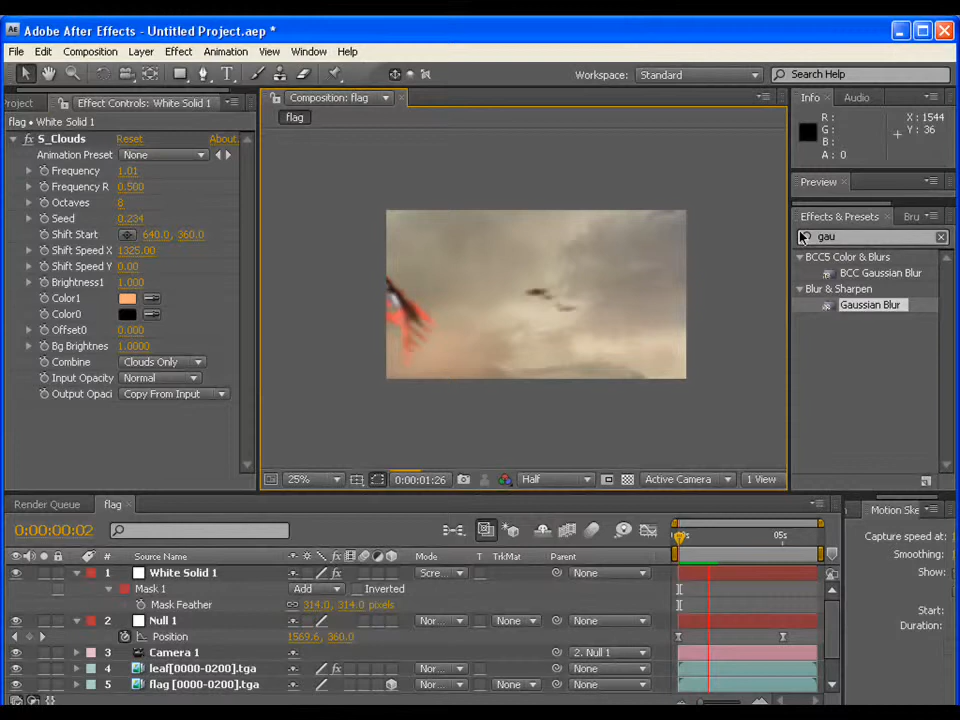 Adobe After Effects - Untitled Project.aep *
File Edit Composition Layer Effect Animation View Window Help
Workspace: Standard Search Help
Project Effect Controls: White Solid 1 Composition: flag Info Audio
flag • White Solid 1 flag
S_Clouds Reset About
Animation Preset None
Frequency 1.01
Frequency R 0.500
Octaves 8
Seed 0.234
Shift Start 640.0, 360.0
Shift Speed X 1325.00
Shift Speed Y 0.00
Brightness1 1.000
Color1
Color0
Offset0 0.000
Bg Brightnes 1.0000
Combine Clouds Only
Input Opacity Normal
Output Opaci Copy From Input
R : X : 1544
G : Y : 36
B :
A : 0
Preview
Effects & Presets Bru
gau
BCC5 Color & Blurs
BCC Gaussian Blur
Blur & Sharpen
Gaussian Blur
25% 0:00:01:26 Half Active Camera 1 View
Render Queue flag
0:00:00:02
05s
# Source Name Mode T TrkMat Parent
1 White Solid 1 Scre... None
Mask 1 Add Inverted
Mask Feather 314.0, 314.0 pixels
2 Null 1 Nor... None None
Position 1569.6, 360.0
3 Camera 1 2. Null 1
4 leaf[0000-0200].tga Nor... None None
5 flag [0000-0200].tga Nor... None None
Motion Ske
Capture speed at:
Smoothing:
Show:
Start:
Duration: